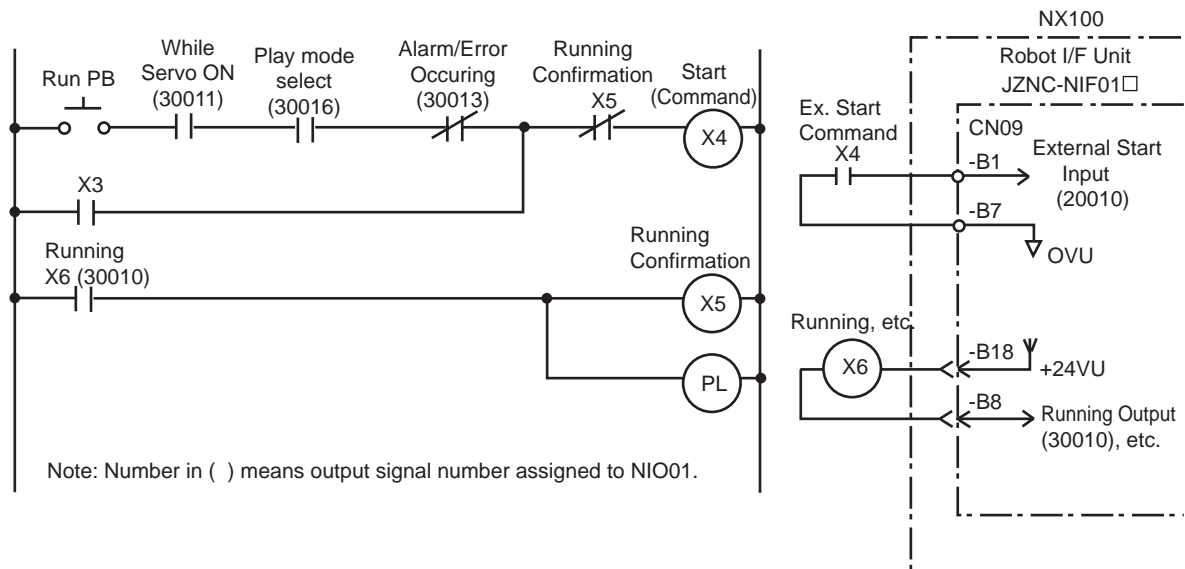 Run PB
While
Servo ON
(30011)
Play mode
select
(30016)
Alarm/Error
Occuring
(30013)
Running
Confirmation
X5
Start
(Command)
X4
X3
Running
X6 (30010)
Running
Confirmation
X5
PL
Note: Number in ( ) means output signal number assigned to NIO01.
NX100
Robot I/F Unit
JZNC-NIF01□
Ex. Start
Command
X4
CN09
-B1
External Start
Input
(20010)
-B7
OVU
Running, etc.
X6
-B18
+24VU
-B8
Running Output
(30010), etc.